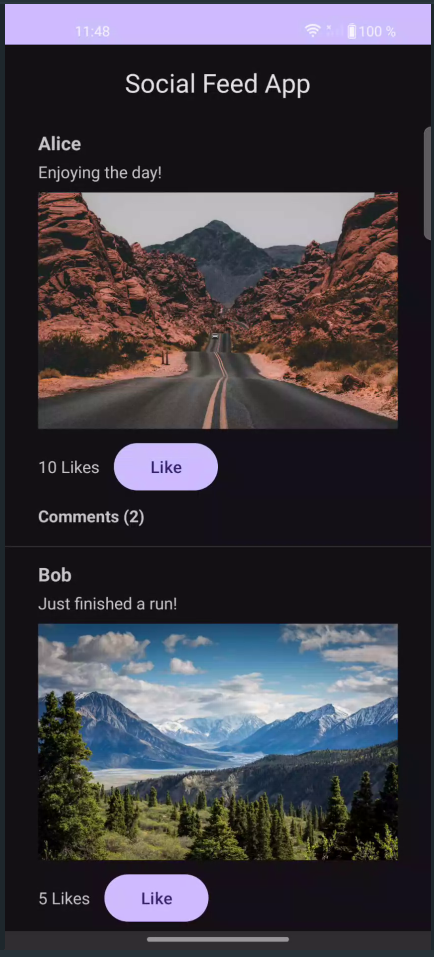 11:48
100 %
Social Feed App
Alice
Enjoying the day!
10 Likes
Like
Comments (2)
Bob
Just finished a run!
5 Likes
Like